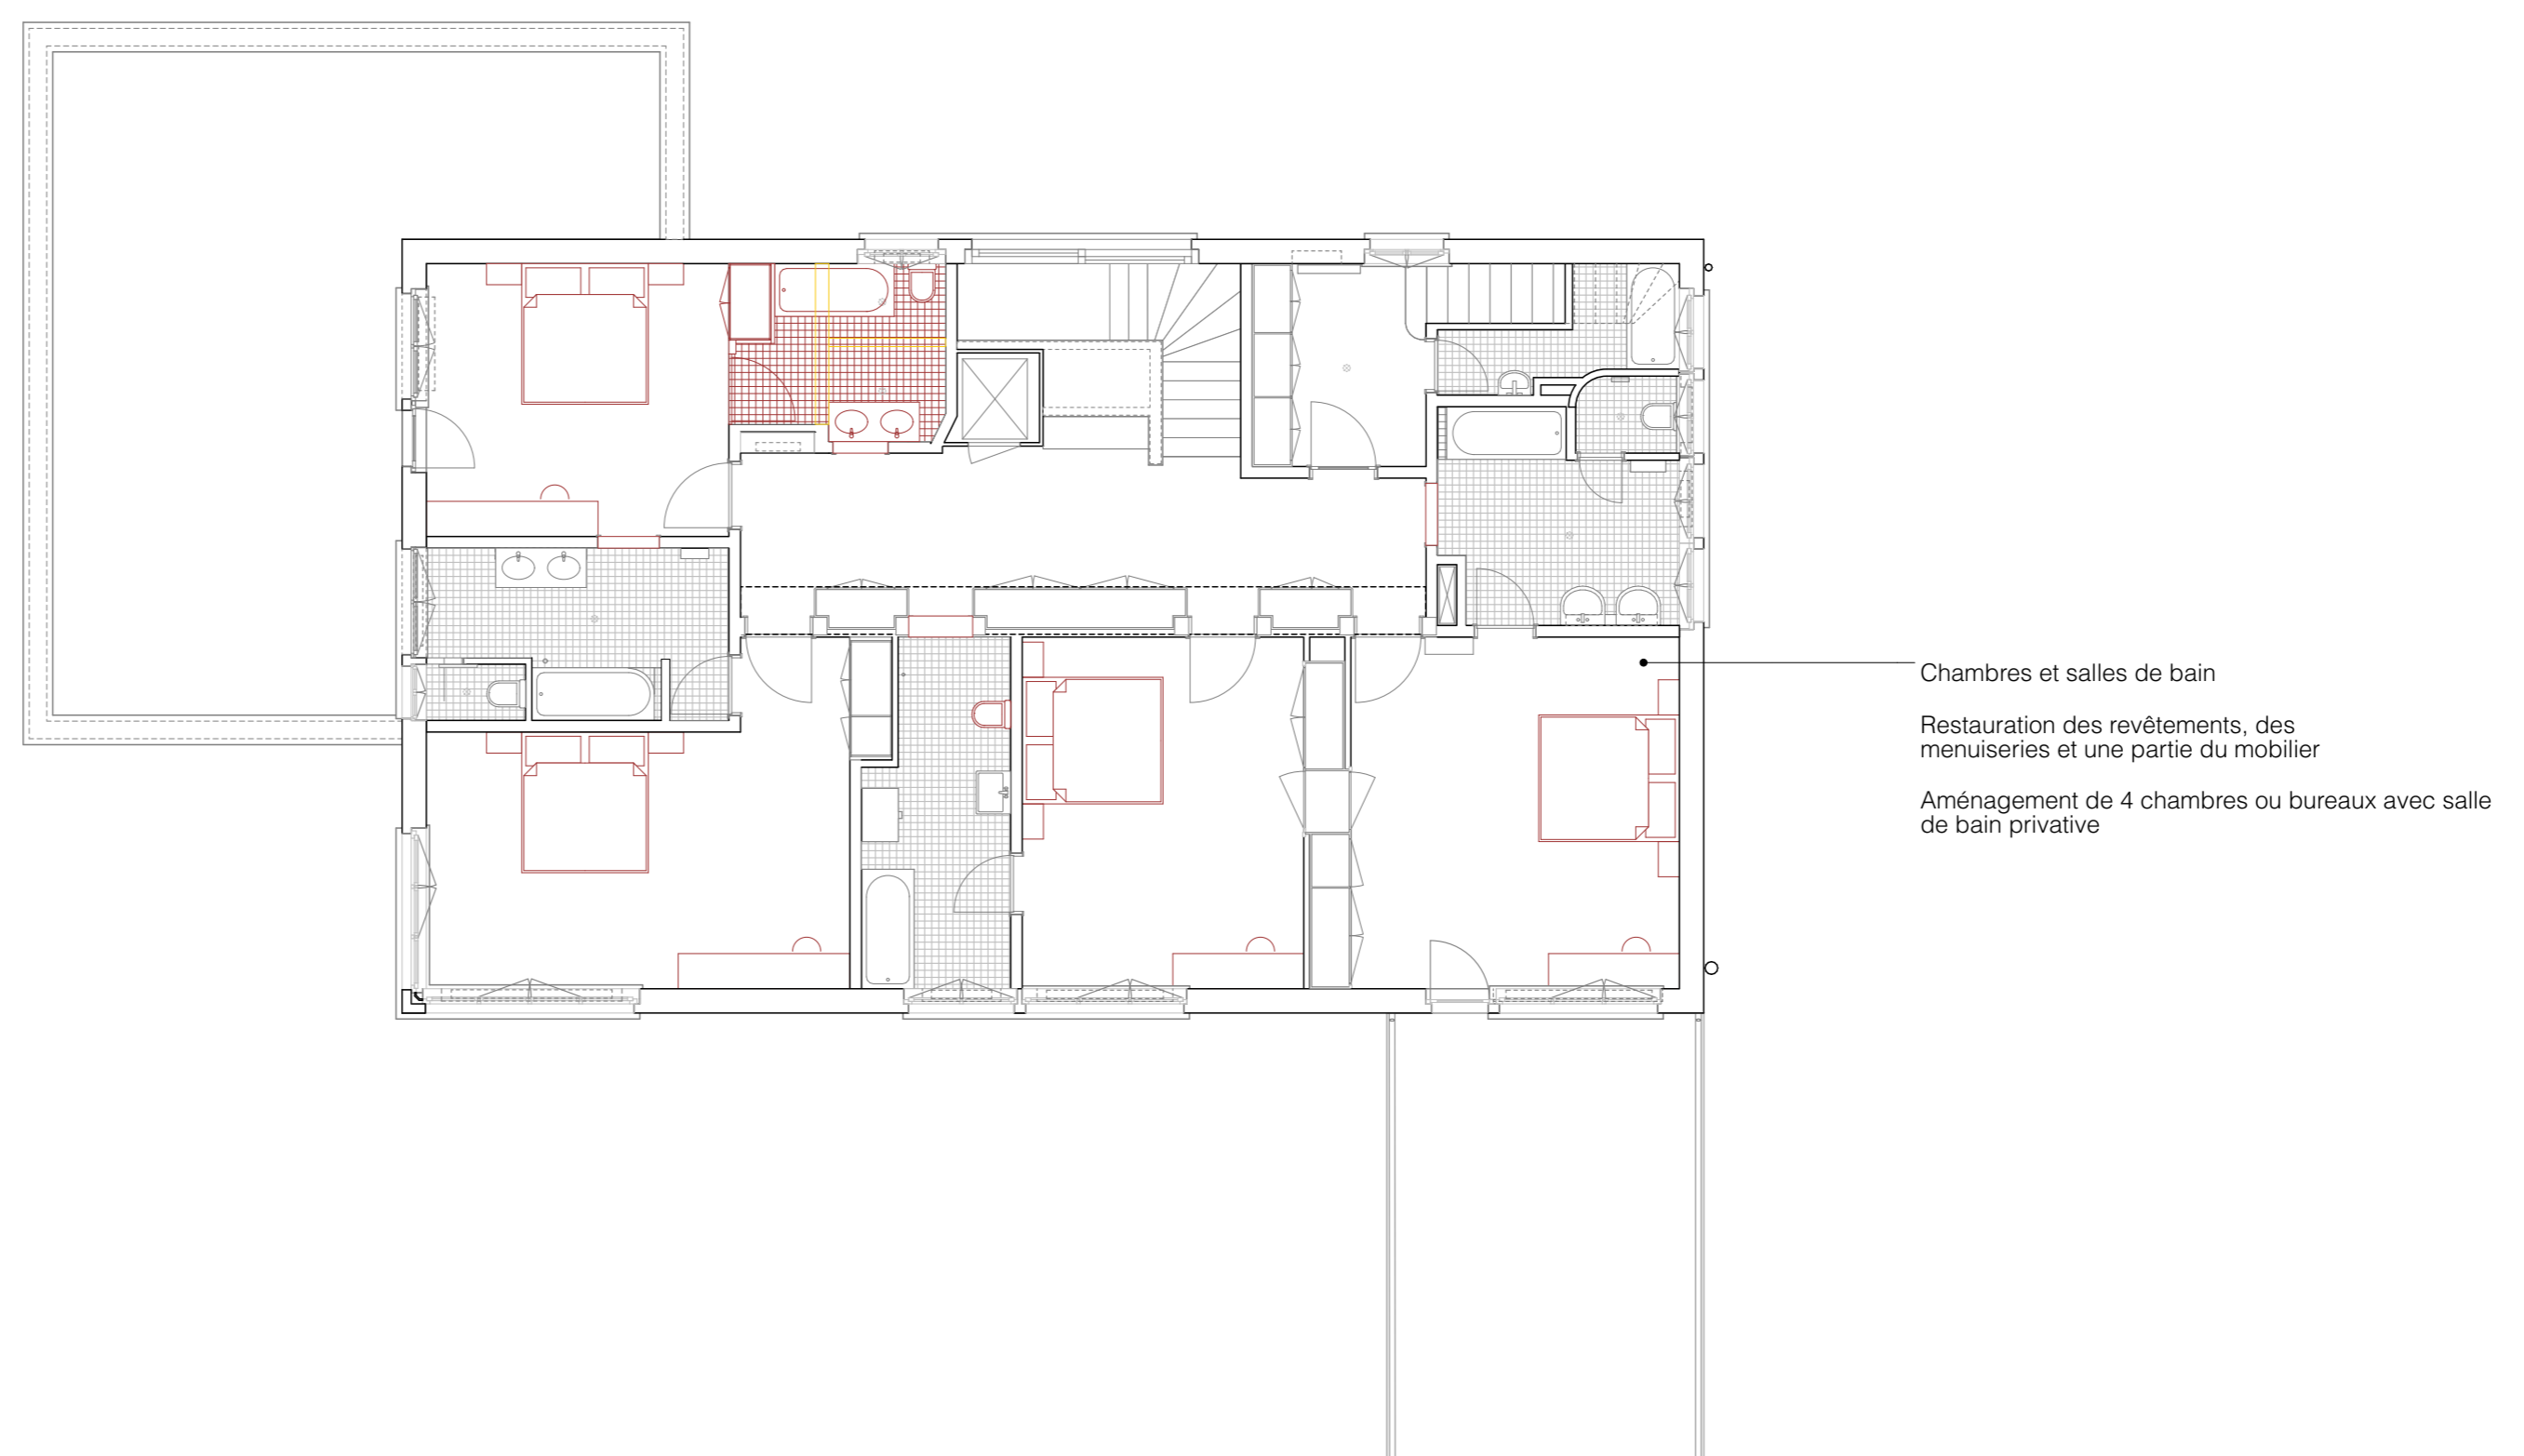 Chambres et salles de bain
Restauration des revêtements, des
menuiseries et une partie du mobilier
Aménagement de 4 chambres ou bureaux avec salle
de bain privative